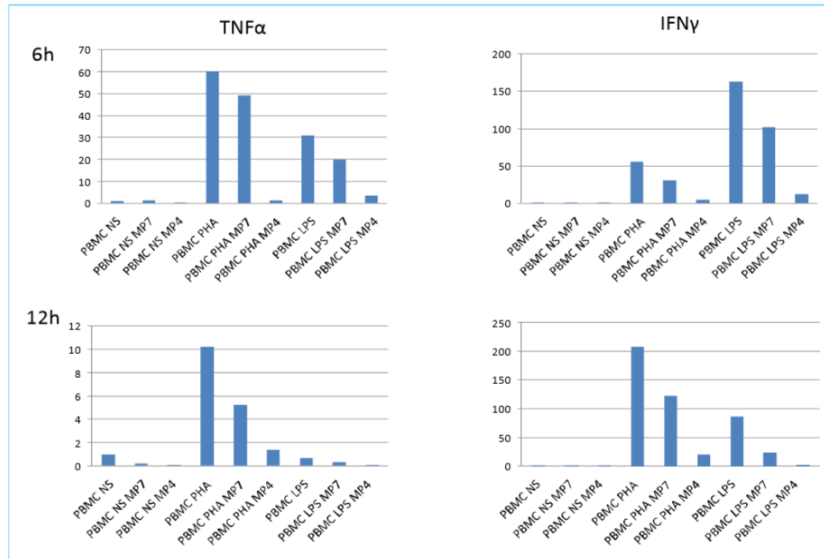 TNFα
IFNγ
6h
70
60
50
40
30
20
10
0
PBMC NS
PBMC NS MP7
PBMC NS MP4
PBMC PHA
PBMC PHA MP7
PBMC PHA MP4
PBMC LPS
PBMC LPS MP7
PBMC LPS MP4
200
150
100
50
0
PBMC NS
PBMC NS MP7
PBMC NS MP4
PBMC PHA
PBMC PHA MP7
PBMC PHA MP4
PBMC LPS
PBMC LPS MP7
PBMC LPS MP4
12h
12
10
8
6
4
2
0
PBMC NS
PBMC NS MP7
PBMC NS MP4
PBMC PHA
PBMC PHA MP7
PBMC PHA MP4
PBMC LPS
PBMC LPS MP7
PBMC LPS MP4
250
200
150
100
50
0
PBMC NS
PBMC NS MP7
PBMC NS MP4
PBMC PHA
PBMC PHA MP7
PBMC PHA MP4
PBMC LPS
PBMC LPS MP7
PBMC LPS MP4